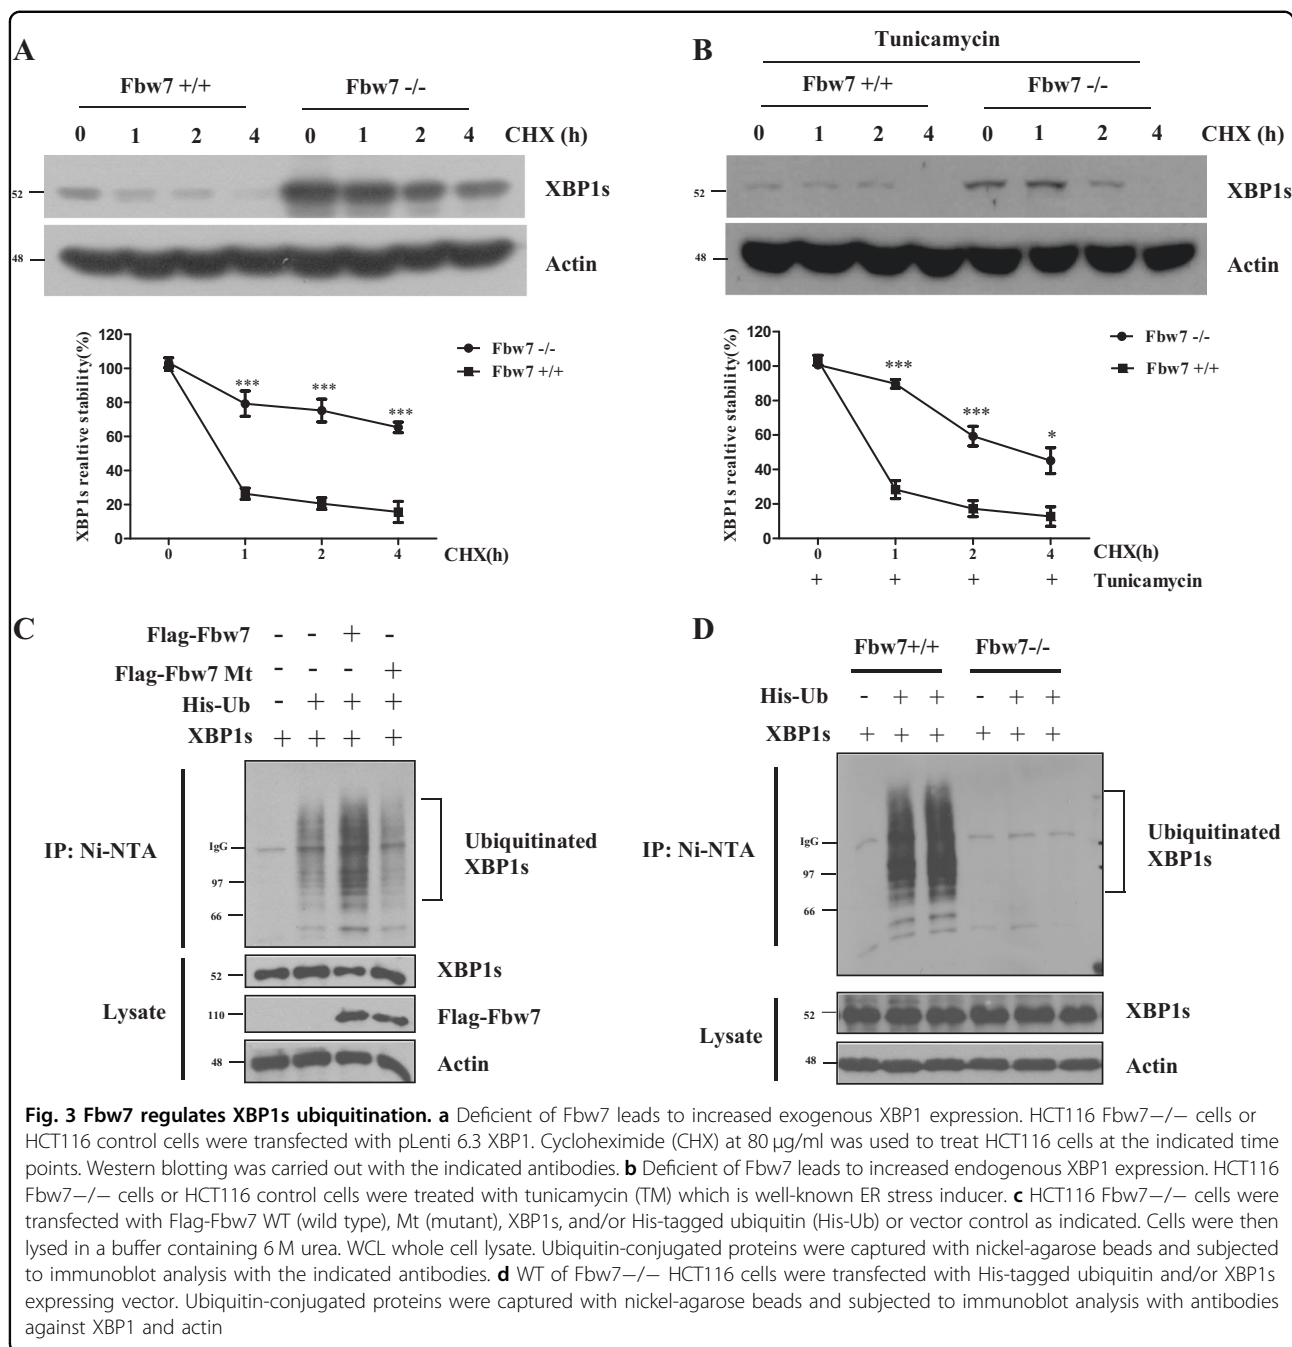 A
Fbw7 +/+ Fbw7 -/-
0 1 2 4 0 1 2 4 CHX (h)
52 XBP1s
48 Actin
120
100
80
60
40
20
0
XBP1s realtive stability(%)
*** *** ***
Fbw7 -/-
Fbw7 +/+
0 1 2 4 CHX(h)
B
Tunicamycin
Fbw7 +/+ Fbw7 -/-
0 1 2 4 0 1 2 4 CHX (h)
52 XBP1s
48 Actin
120
100
80
60
40
20
0
XBP1s realtive stability(%)
*** *** *
Fbw7 -/-
Fbw7 +/+
0 1 2 4 CHX(h)
+ + + + Tunicamycin
C
Flag-Fbw7 - - + -
Flag-Fbw7 Mt - - - +
His-Ub - + + +
XBP1s + + + +
IP: Ni-NTA
IgG
97
66
Ubiquitinated
XBP1s
Lysate
52 XBP1s
110 Flag-Fbw7
48 Actin
D
Fbw7+/+ Fbw7-/-
His-Ub - + + - + +
XBP1s + + + + + +
IP: Ni-NTA
IgG
97
66
Ubiquitinated
XBP1s
Lysate
52 XBP1s
48 Actin
Fig. 3 Fbw7 regulates XBP1s ubiquitination. a Deficient of Fbw7 leads to increased exogenous XBP1 expression. HCT116 Fbw7−/− cells or
HCT116 control cells were transfected with pLenti 6.3 XBP1. Cycloheximide (CHX) at 80 µg/ml was used to treat HCT116 cells at the indicated time
points. Western blotting was carried out with the indicated antibodies. b Deficient of Fbw7 leads to increased endogenous XBP1 expression. HCT116
Fbw7−/− cells or HCT116 control cells were treated with tunicamycin (TM) which is well-known ER stress inducer. c HCT116 Fbw7−/− cells were
transfected with Flag-Fbw7 WT (wild type), Mt (mutant), XBP1s, and/or His-tagged ubiquitin (His-Ub) or vector control as indicated. Cells were then
lysed in a buffer containing 6 M urea. WCL whole cell lysate. Ubiquitin-conjugated proteins were captured with nickel-agarose beads and subjected
to immunoblot analysis with the indicated antibodies. d WT of Fbw7−/− HCT116 cells were transfected with His-tagged ubiquitin and/or XBP1s
expressing vector. Ubiquitin-conjugated proteins were captured with nickel-agarose beads and subjected to immunoblot analysis with antibodies
against XBP1 and actin